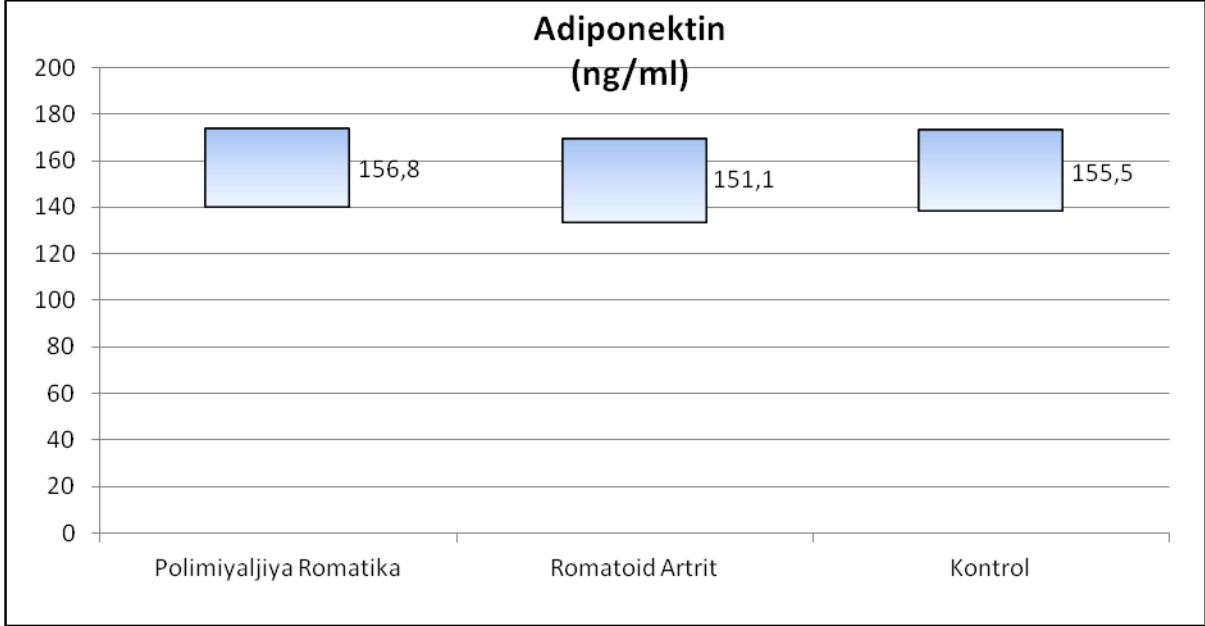 Adiponektin
(ng/ml)
200
180
160
140
120
100
80
60
40
20
0
156,8
151,1
155,5
Polimiyaljiya Romatika
Romatoid Artrit
Kontrol